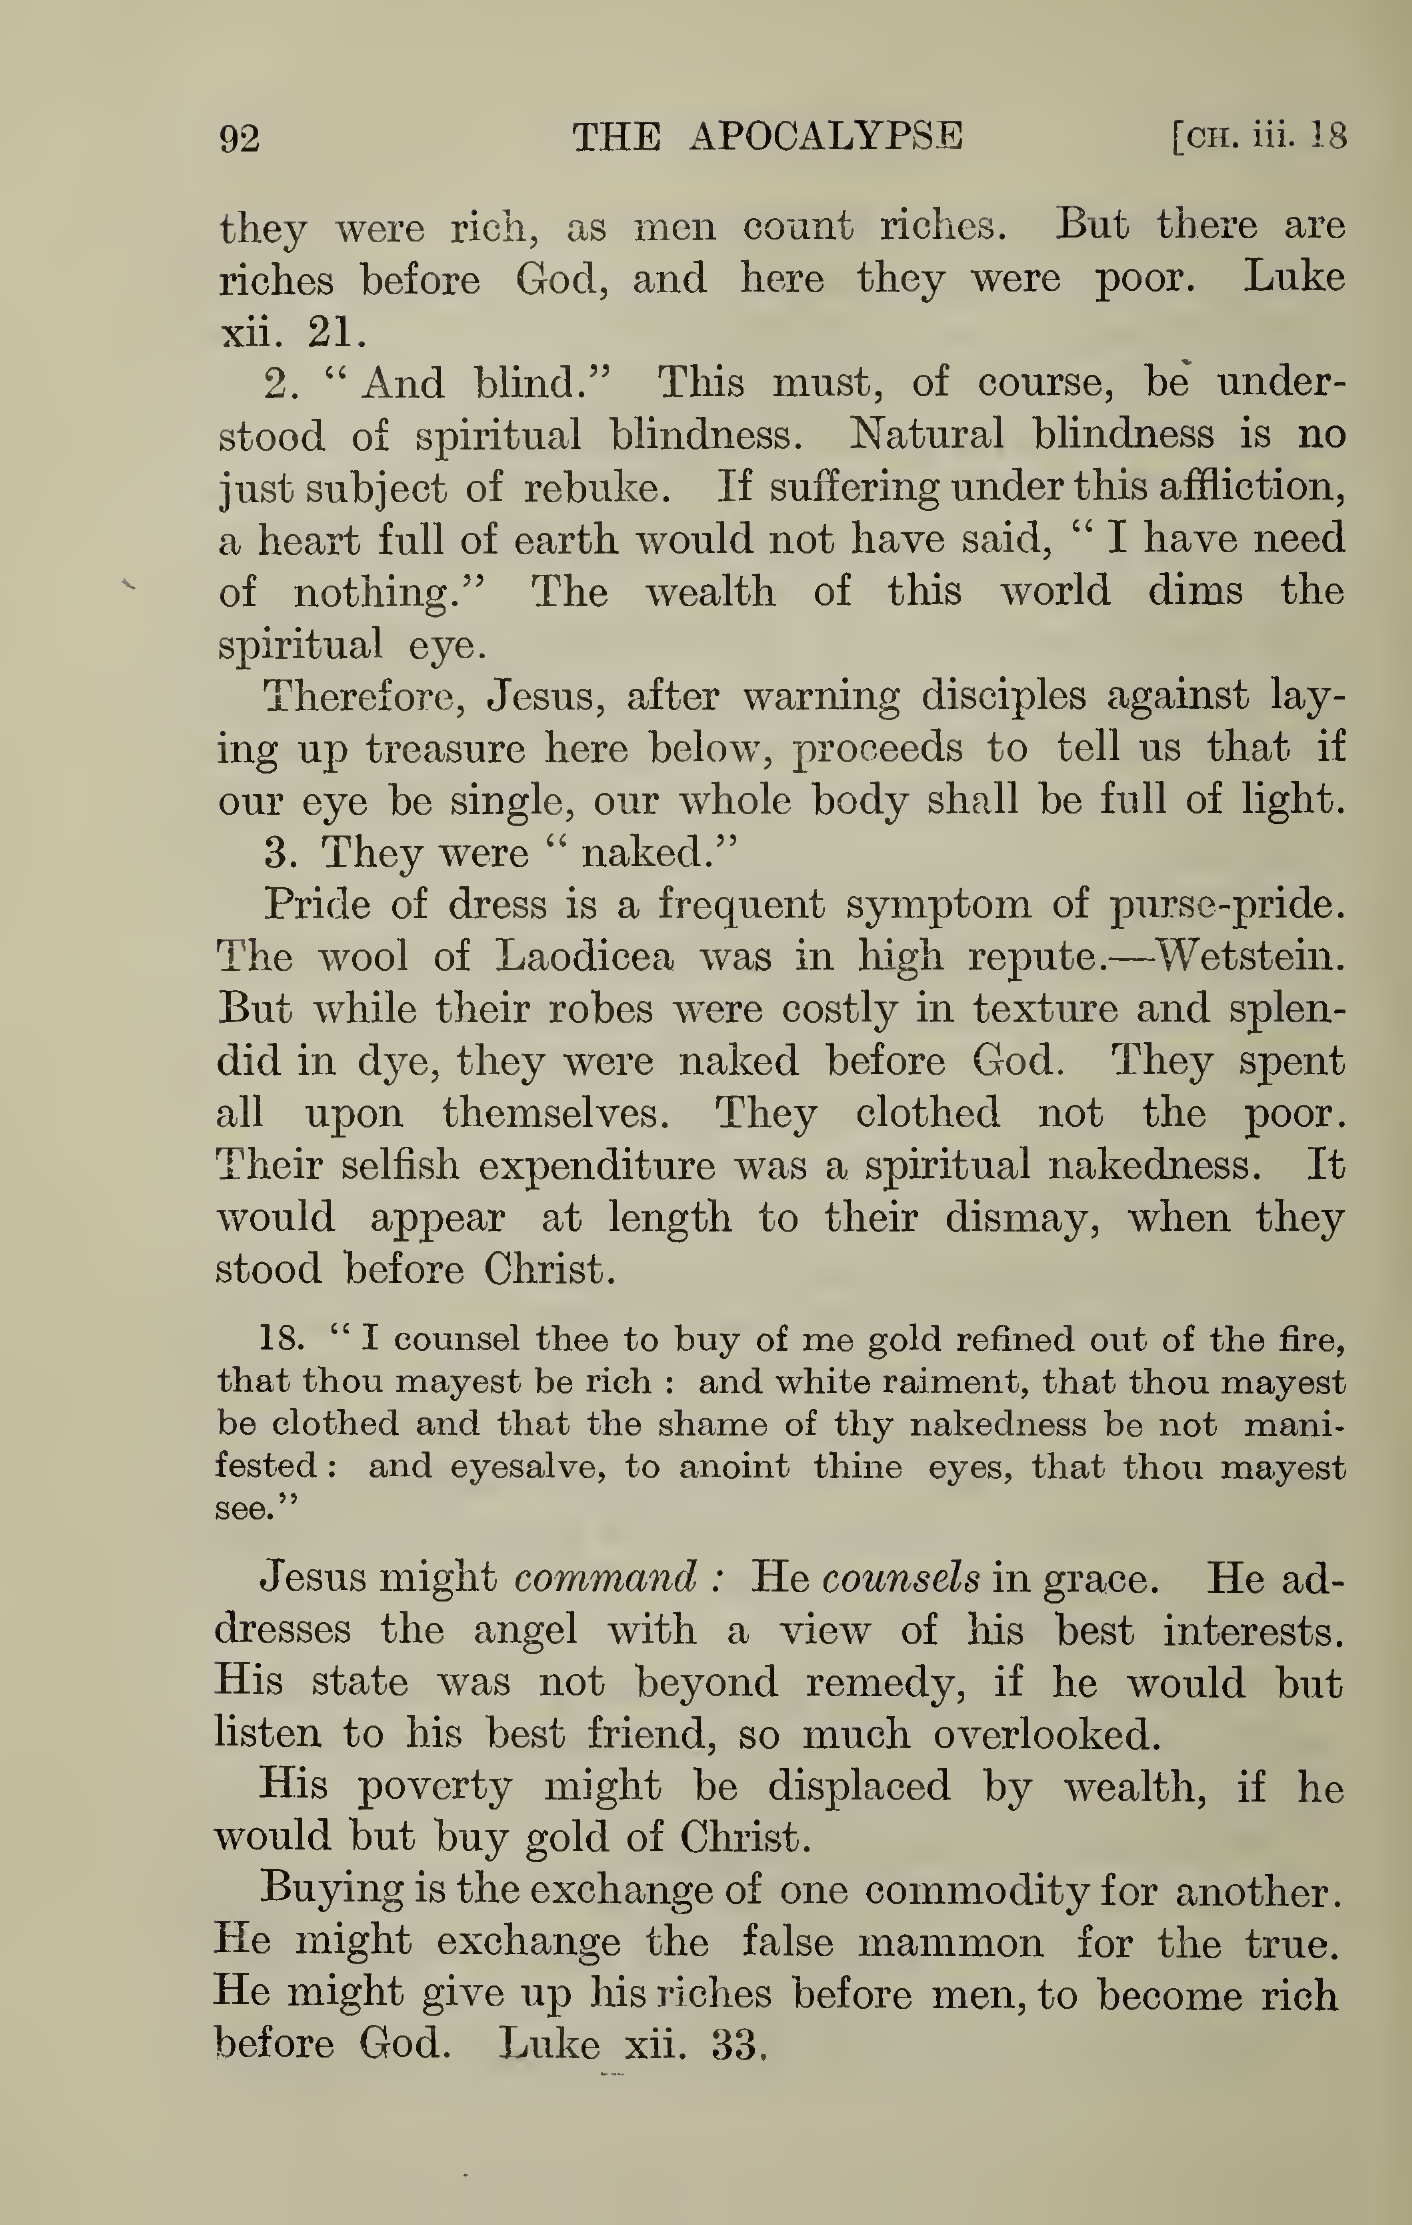 92 THE APOCALYPSE [CH. iii. 18
they were rich, as men count riches. But there are
riches before God, and here they were poor. Luke
xii. 21.
2. “ And blind.” This must, of course, be under-
stood of spiritual blindness. Natural blindness is no
just subject of rebuke. If suffering under this affliction,
a heart full of earth would not have said, “ I have need
of nothing.” The wealth of this world dims the
spiritual eye.
Therefore, Jesus, after warning disciples against lay-
ing up treasure here below, proceeds to tell us that if
our eye be single, our whole body shall be full of light.
3. They were “ naked.”
Pride of dress is a frequent symptom of purse-pride.
The wool of Laodicea was in high repute.—Wetstein.
But while their robes were costly in texture and splen-
did in dye, they were naked before God. They spent
all upon themselves. They clothed not the poor.
Their selfish expenditure was a spiritual nakedness. It
would appear at length to their dismay, when they
stood before Christ.
18. “ I counsel thee to buy of me gold refined out of the fire,
that thou mayest be rich : and white raiment, that thou mayest
be clothed and that the shame of thy nakedness be not mani-
fested : and eyesalve, to anoint thine eyes, that thou mayest
see.”
Jesus might command : He counsels in grace. He ad-
dresses the angel with a view of his best interests.
His state was not beyond remedy, if he would but
listen to his best friend, so much overlooked.
His poverty might be displaced by wealth, if he
would but buy gold of Christ.
Buying is the exchange of one commodity for another.
He might exchange the false mammon for the true.
He might give up his riches before men, to become rich
before God. Luke xii. 33.